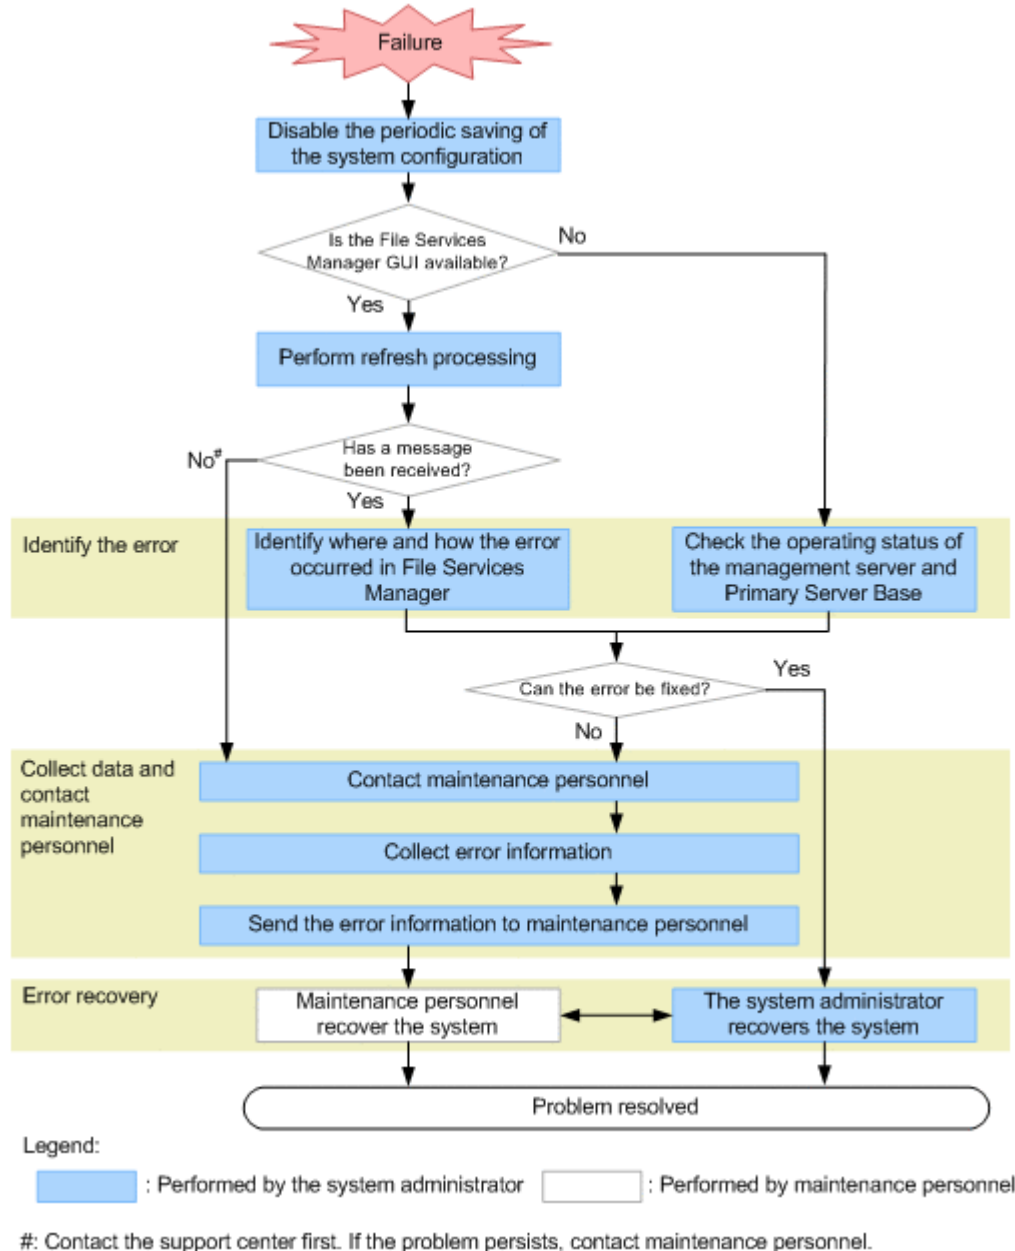 Failure
Disable the periodic saving of
the system configuration
Is the File Services
Manager GUI available?
No
Yes
Perform refresh processing
Has a message
been received?
No#
Yes
Identify the error
Identify where and how the error
occurred in File Services
Manager
Check the operating status of
the management server and
Primary Server Base
Can the error be fixed?
Yes
No
Collect data and
contact
maintenance
personnel
Contact maintenance personnel
Collect error information
Send the error information to maintenance personnel
Error recovery
Maintenance personnel
recover the system
The system administrator
recovers the system
Problem resolved
Legend:
: Performed by the system administrator
: Performed by maintenance personnel
#: Contact the support center first. If the problem persists, contact maintenance personnel.